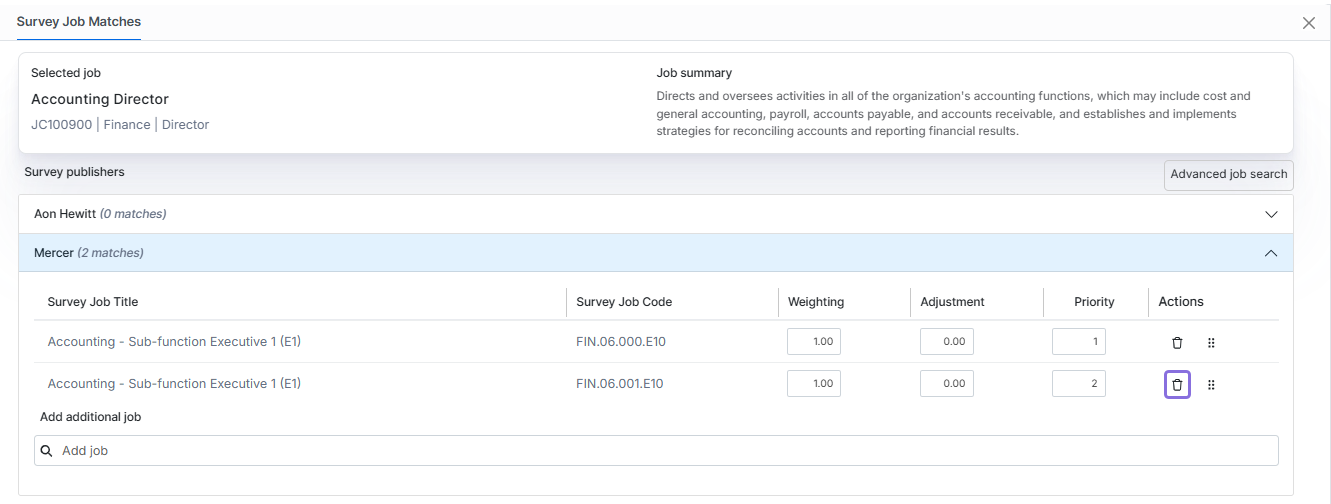 Survey Job Matches
Selected job
Job summary
Accounting Director
JC100900 | Finance | Director
Directs and oversees activities in all of the organization's accounting functions, which may include cost and
general accounting, payroll, accounts payable, and accounts receivable, and establishes and implements
strategies for reconciling accounts and reporting financial results.
Survey publishers
Advanced job search
Aon Hewitt (0 matches)
Mercer (2 matches)
Survey Job Title Survey Job Code Weighting Adjustment Priority Actions
Accounting - Sub-function Executive 1 (E1) FIN.06.000.E10 1.00 0.00 1
Accounting - Sub-function Executive 1 (E1) FIN.06.001.E10 1.00 0.00 2
Add additional job
Add job